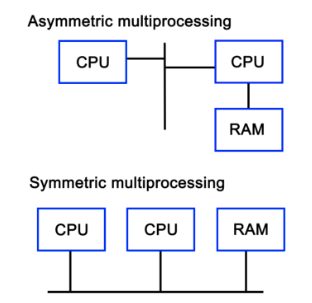 Asymmetric multiprocessing
CPU CPU
RAM
Symmetric multiprocessing
CPU CPU RAM